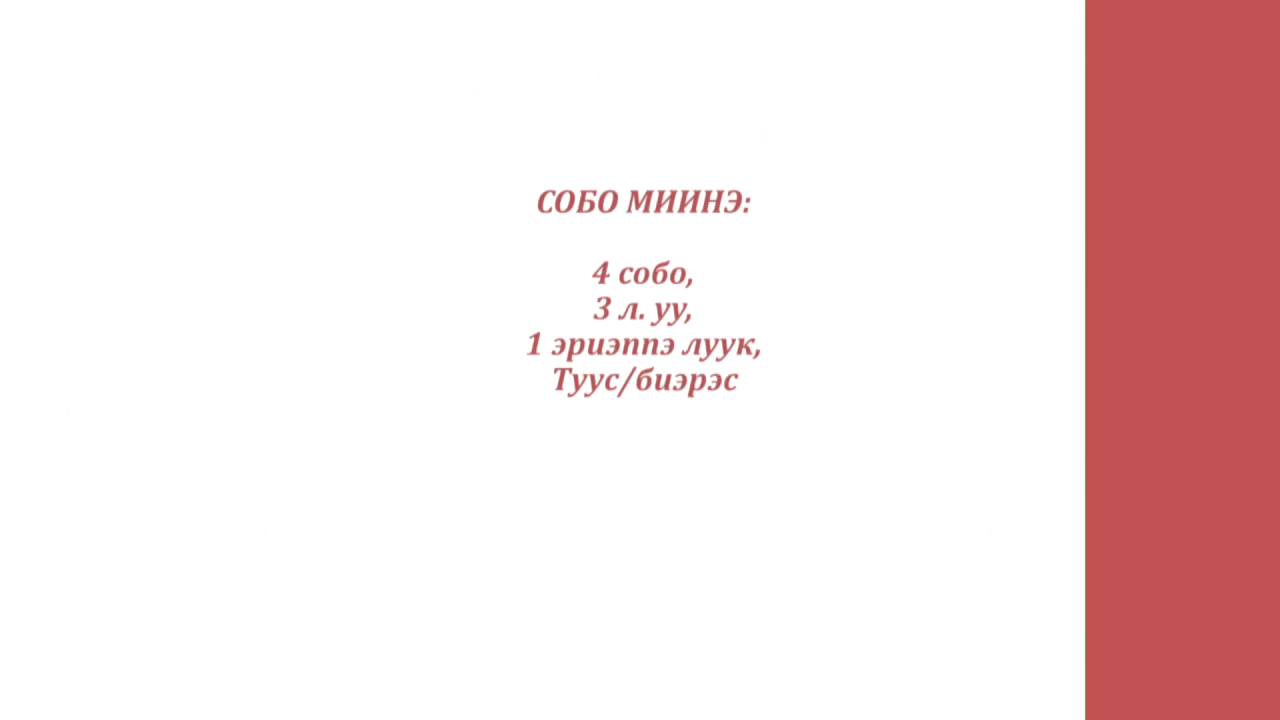 СОБО МИИНЭ:
4 собо,
3 л. уу,
1 эриэппэ луук,
Туус/биэрэс